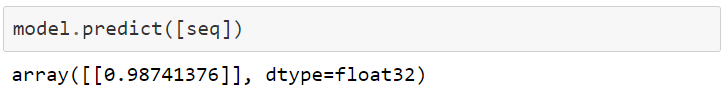 model.predict([seq])
array([[0.98741376]], dtype=float32)